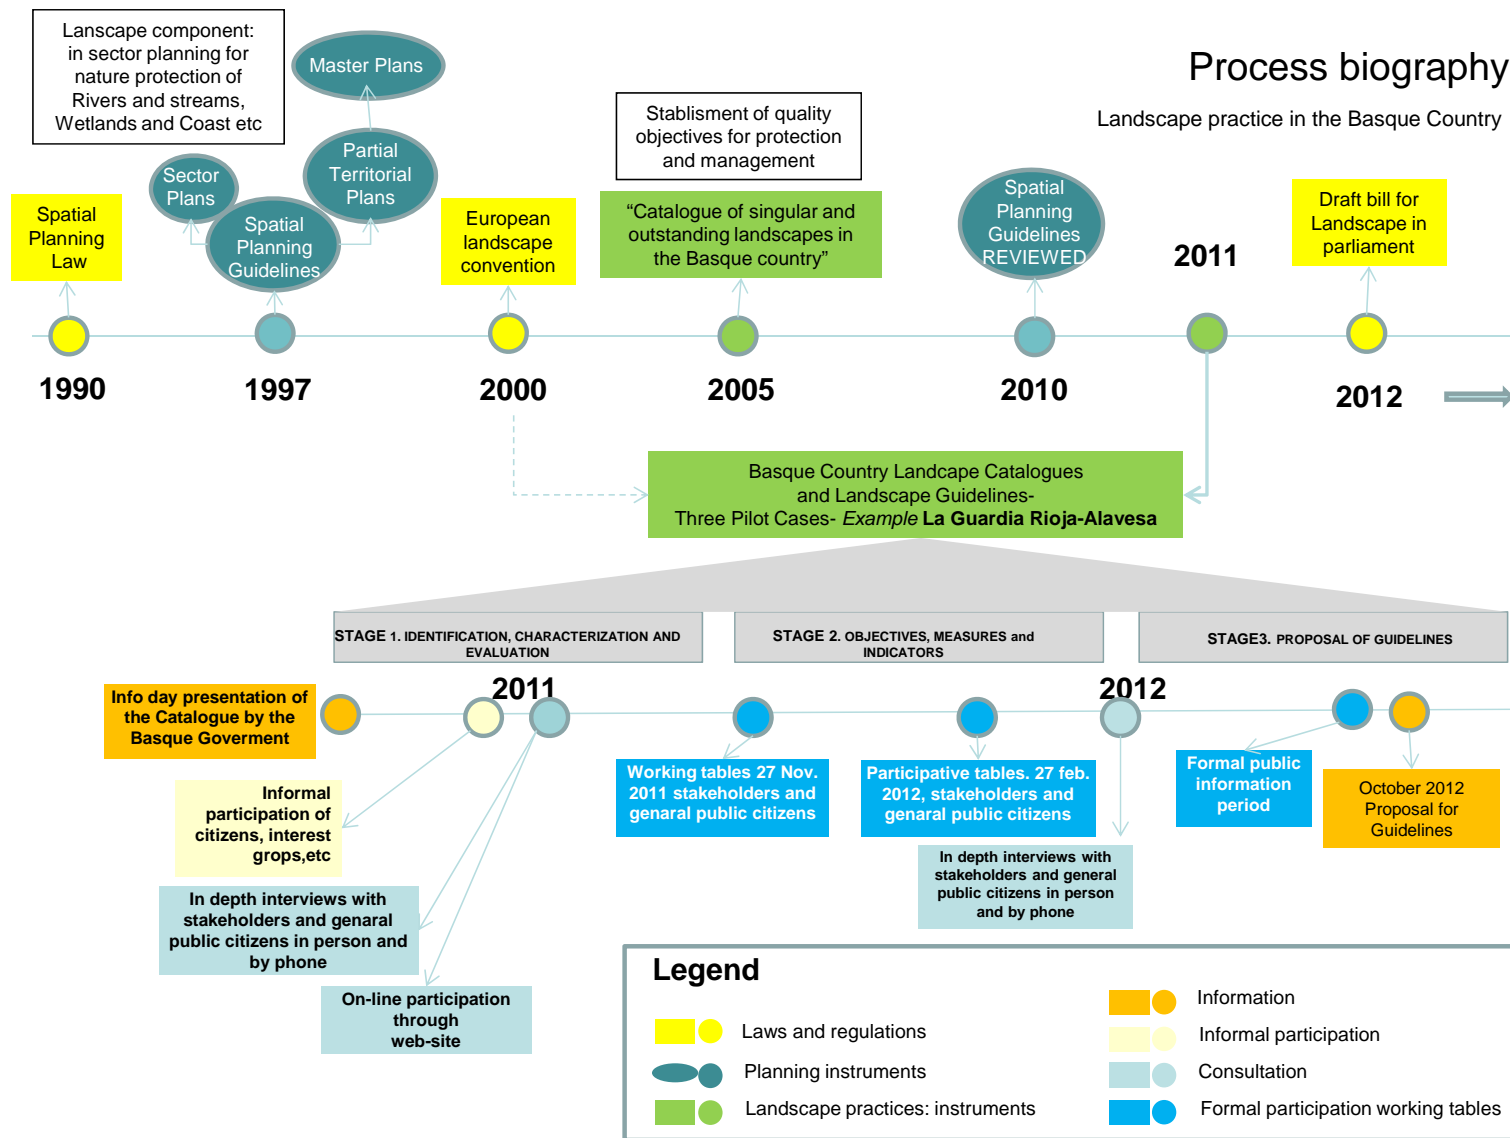 Process biography
Landscape practice in the Basque Country
Lanscape component:
in sector planning for
nature protection of
Rivers and streams,
Wetlands and Coast etc
Master Plans
Partial
Territorial
Plans
Sector
Plans
Spatial
Planning
Guidelines
Spatial
Planning
Law
European
landscape
convention
Stablisment of quality
objectives for protection
and management
“Catalogue of singular and
outstanding landscapes in
the Basque country”
Spatial
Planning
Guidelines
REVIEWED
2011
Draft bill for
Landscape in
parliament
1990
1997
2000
2005
2010
2012
Basque Country Landcape Catalogues
and Landscape Guidelines-
Three Pilot Cases- Example La Guardia Rioja-Alavesa
STAGE 1. IDENTIFICATION, CHARACTERIZATION AND
EVALUATION
STAGE 2. OBJECTIVES, MEASURES and
INDICATORS
STAGE3. PROPOSAL OF GUIDELINES
2011
2012
Info day presentation of
the Catalogue by the
Basque Goverment
Informal
participation of
citizens, interest
grops,etc
In depth interviews with
stakeholders and genaral
public citizens in person and
by phone
On-line participation
through
web-site
Working tables 27 Nov.
2011 stakeholders and
genaral public citizens
Participative tables. 27 feb.
2012, stakeholders and
genaral public citizens
In depth interviews with
stakeholders and general
public citizens in person
and by phone
Formal public
information
period
October 2012
Proposal for
Guidelines
Legend
Laws and regulations
Planning instruments
Landscape practices: instruments
Information
Informal participation
Consultation
Formal participation working tables